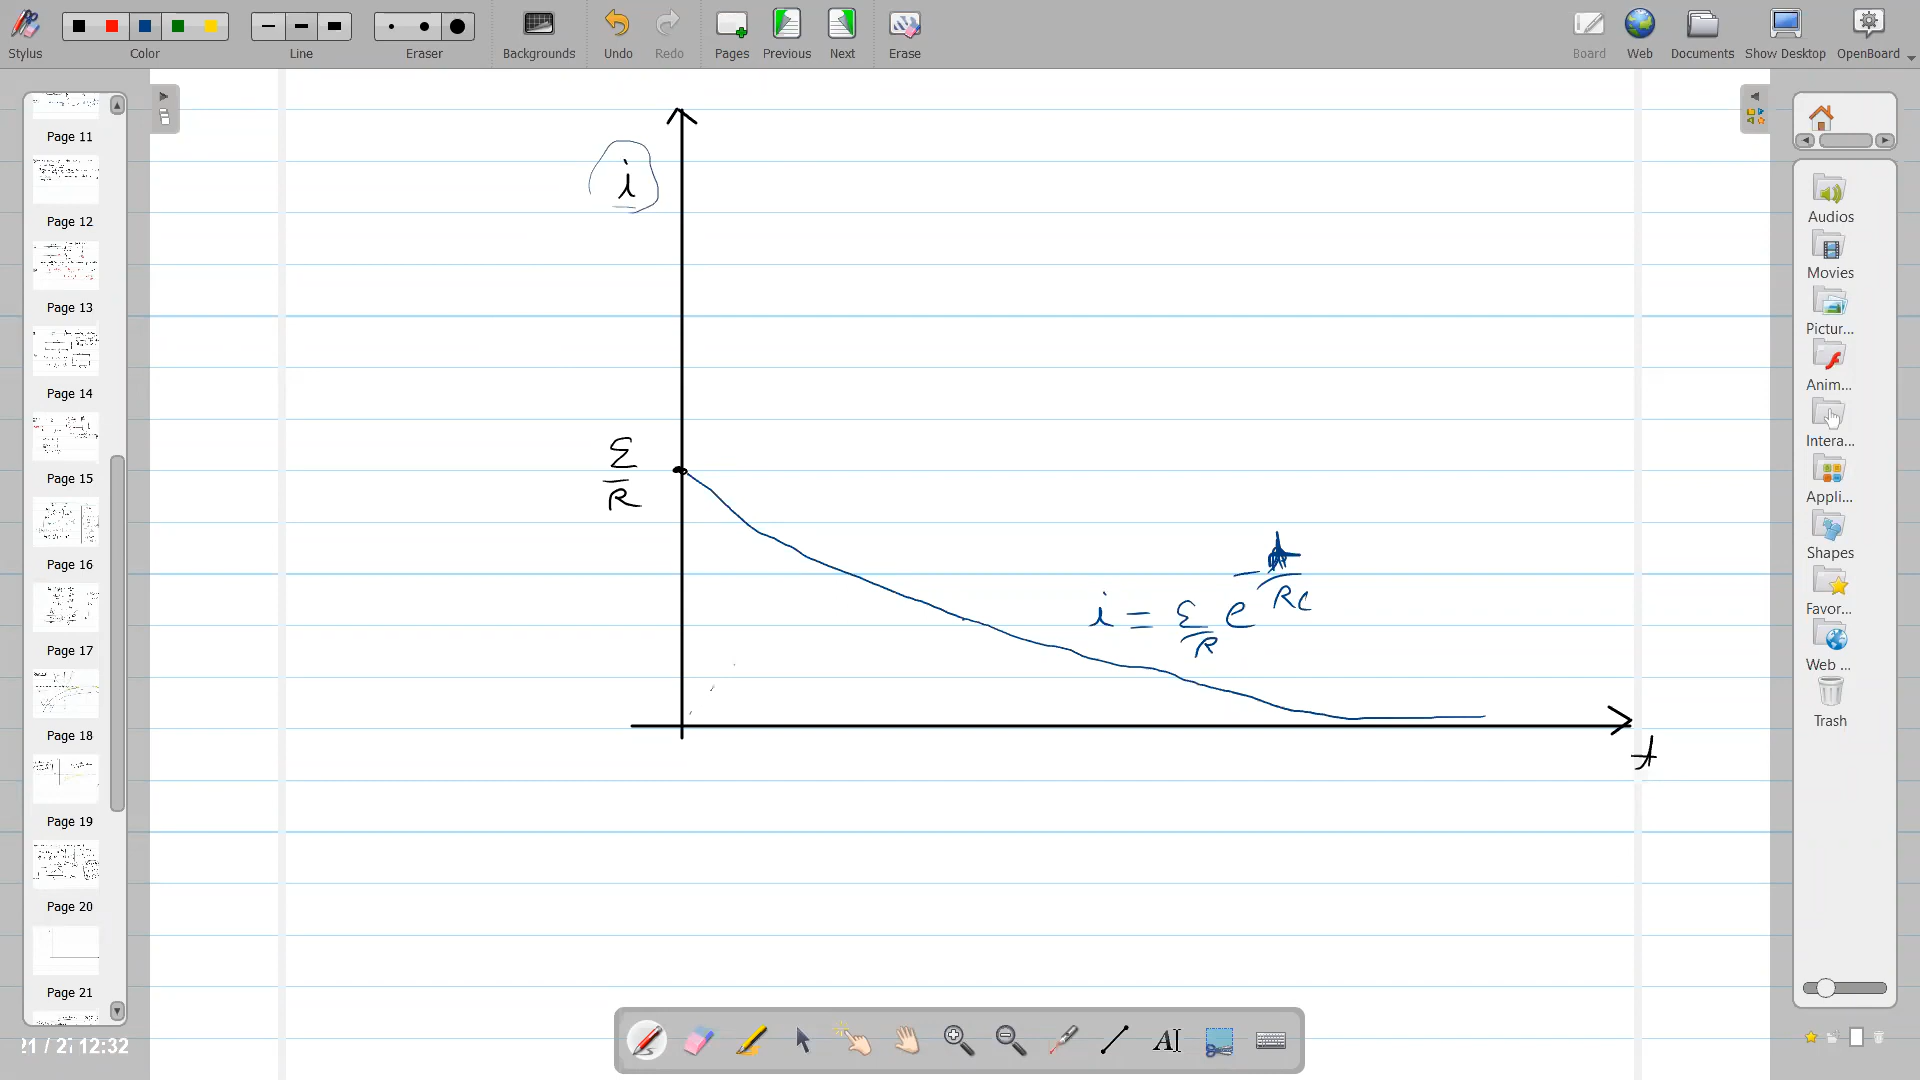 Stylus
Color
Line
Eraser
Backgrounds
Undo
Redo
Pages
Previous
Next
Erase
Board
Web
Documents
Show Desktop
OpenBoard
Page 11
Page 12
Page 13
Page 14
Page 15
Page 16
Page 17
Page 18
Page 19
Page 20
Page 21
21 / 27 12:32
i
ℰ/R
i = ℰ/R e^(-t/RC)
t
Audios
Movies
Pictur...
Anim...
Intera...
Appli...
Shapes
Favor...
Web ...
Trash